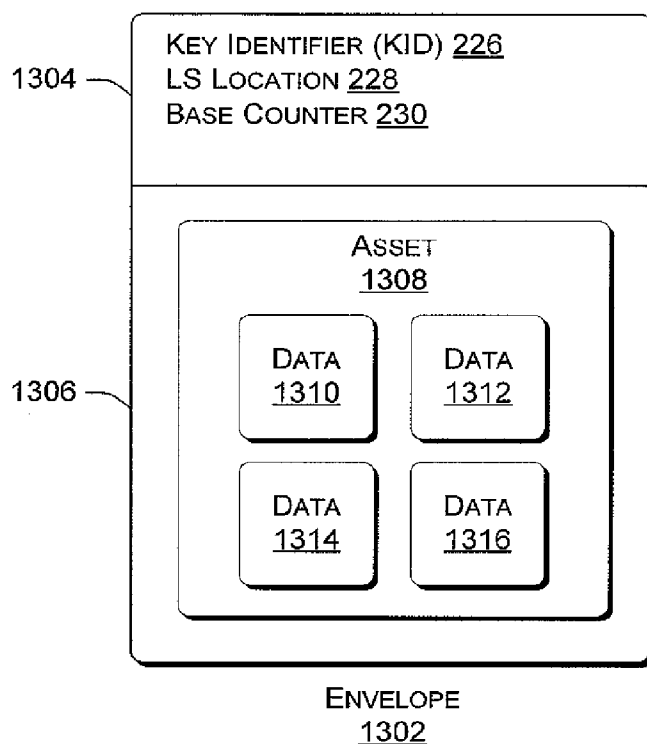 KEY IDENTIFIER (KID) 226
LS LOCATION 228
BASE COUNTER 230
1304
ASSET
1308
DATA
1310
DATA
1312
1306
DATA
1314
DATA
1316
ENVELOPE
1302